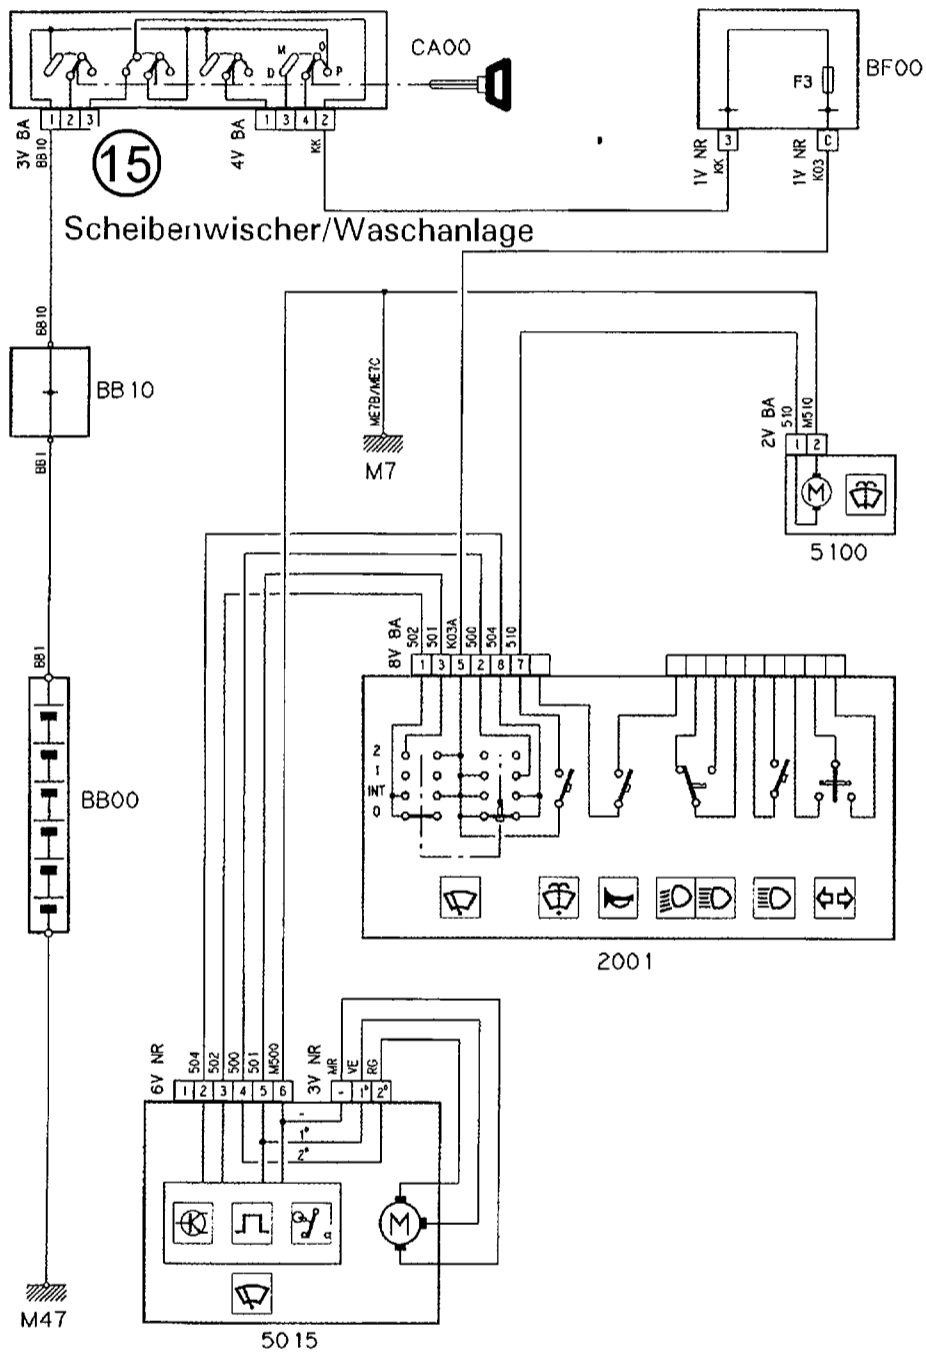 M
O
D
P
CA00
BF00
F3
1 2 3
1 3 4 2
3 C
3V BA
BB10
15
4V BA
KK
1V NR
KK
1V NR
K03
Scheibenwischer/Waschanlage
BB10
BB10
BB1
ME7B/ME7C
M7
2V BA
510
M510
1 2
M
5100
BB1
8V BA
502
501
K03A
500
504
510
1 3 5 2 8 7
2
1
INT
0
BB00
2001
6V NR
504
502
500
501
M500
3V NR
MR
VE
RG
1 2 3 4 5 6
- 1ª 2ª
-
1ª
2ª
M
M47
5015